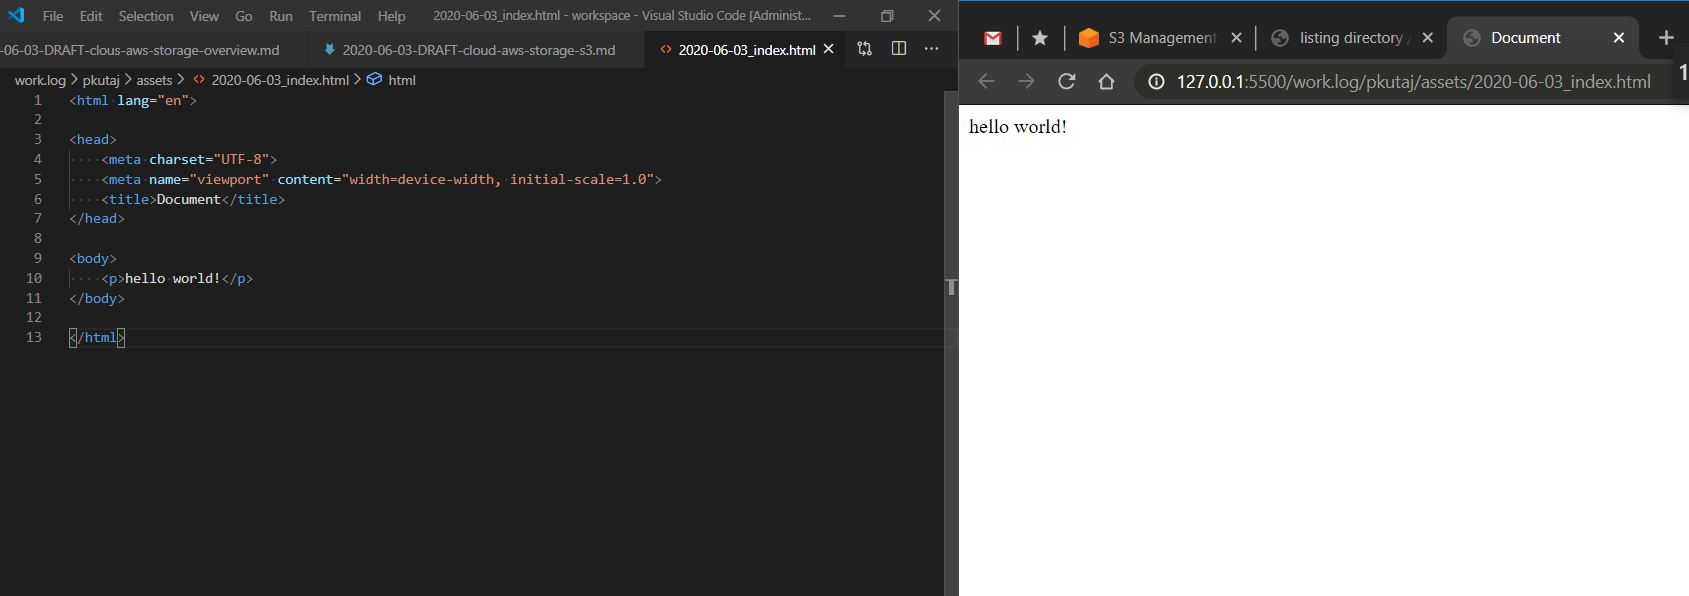 File Edit Selection View Go Run Terminal Help 2020-06-03_index.html - workspace - Visual Studio Code [Administ...
-06-03-DRAFT-clous-aws-storage-overview.md 2020-06-03-DRAFT-cloud-aws-storage-s3.md 2020-06-03_index.html
work.log > pkutaj > assets > 2020-06-03_index.html > html
1 <html lang="en">
2
3 <head>
4 <meta charset="UTF-8">
5 <meta name="viewport" content="width=device-width, initial-scale=1.0">
6 <title>Document</title>
7 </head>
8
9 <body>
10 <p>hello world!</p>
11 </body>
12
13 </html>
S3 Management listing directory / Document
127.0.0.1:5500/work.log/pkutaj/assets/2020-06-03_index.html
1
hello world!